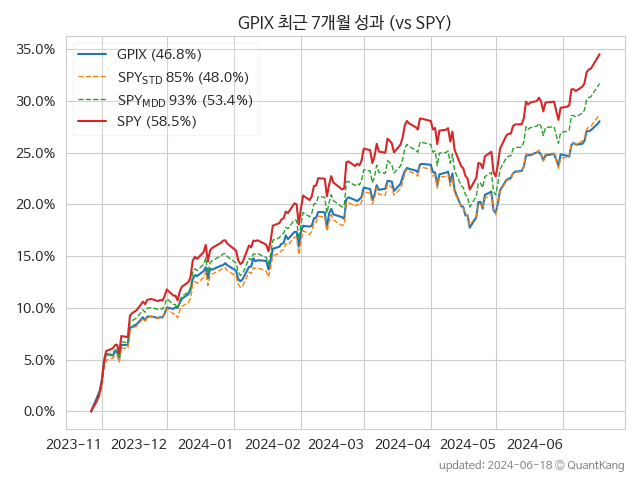 GPIX 최근 7개월 성과 (vs SPY)
35.0%
30.0%
25.0%
20.0%
15.0%
10.0%
5.0%
0.0%
GPIX (46.8%)
SPY_STD 85% (48.0%)
SPY_MDD 93% (53.4%)
SPY (58.5%)
2023-11 2023-12 2024-01 2024-02 2024-03 2024-04 2024-05 2024-06
updated: 2024-06-18 © QuantKang